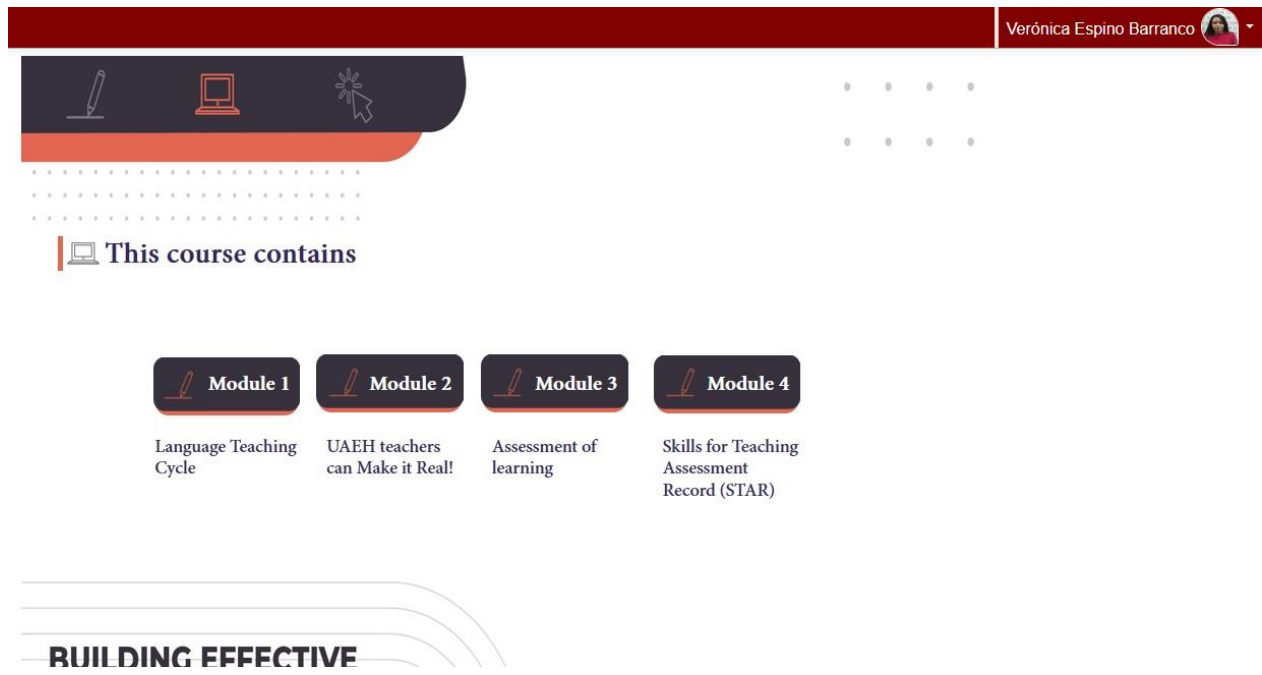 Verónica Espino Barranco
This course contains
Module 1
Module 2
Module 3
Module 4
Language Teaching
Cycle
UAEH teachers
can Make it Real!
Assessment of
learning
Skills for Teaching
Assessment
Record (STAR)
BUILDING EFFECTIVE